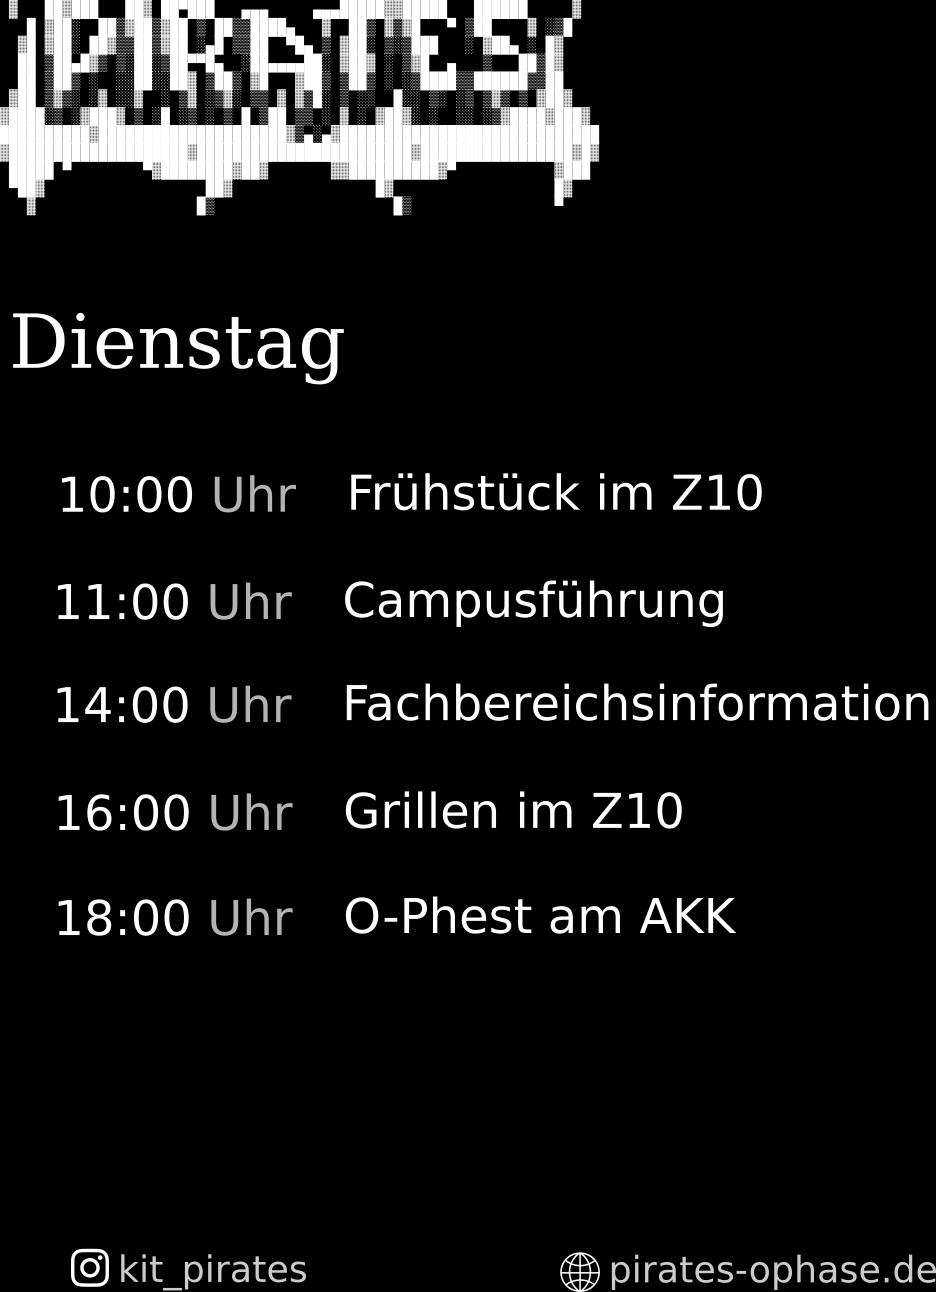 PIRATES
Dienstag
10:00 Uhr Frühstück im Z10
11:00 Uhr Campusführung
14:00 Uhr Fachbereichsinformation
16:00 Uhr Grillen im Z10
18:00 Uhr O-Phest am AKK
kit_pirates
pirates-ophase.de